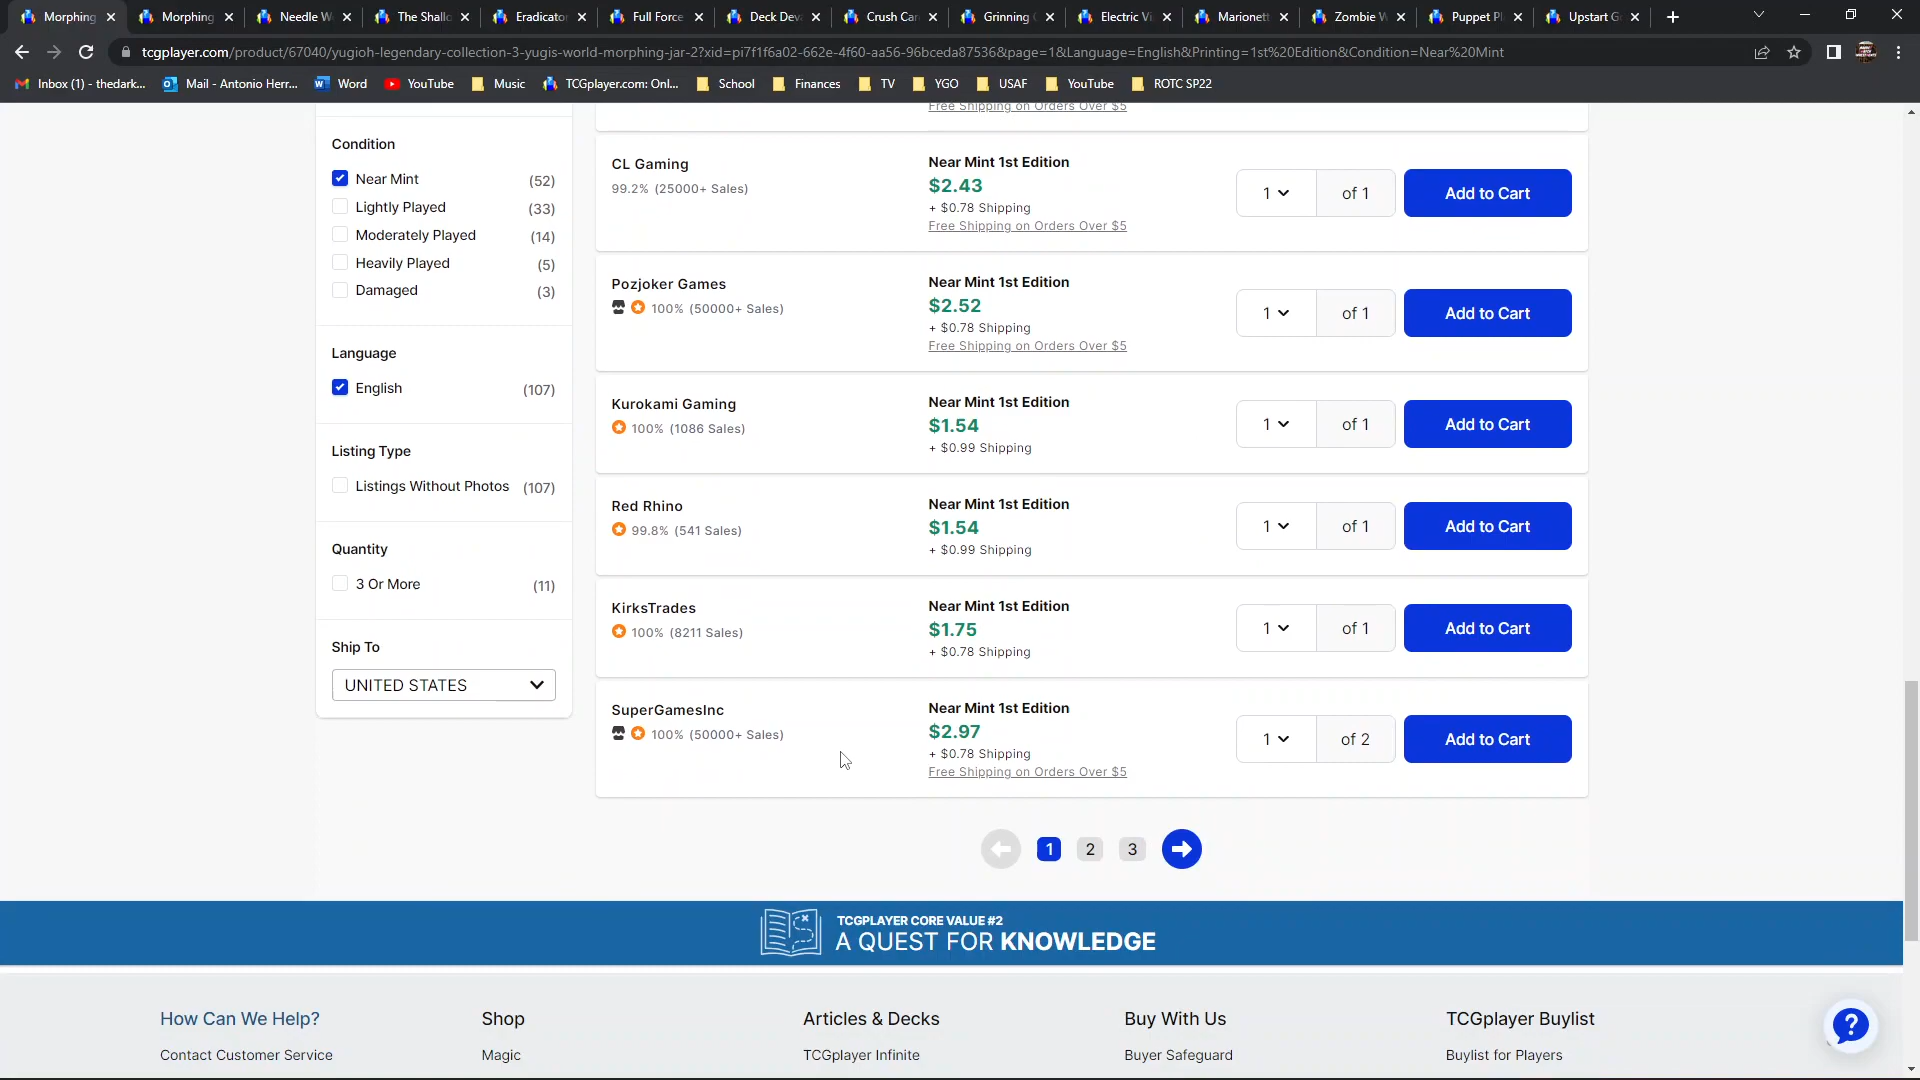 Morphing
Morphing
Needle W
The Shallo
Eradicator
Full Force
Deck Dev
Crush Car
Grinning
Electric Vi
Marionett
Zombie W
Puppet Pl
Upstart G
tcgplayer.com/product/67040/yugioh-legendary-collection-3-yugis-world-morphing-jar-2?xid=pi7f1f6a02-662e-4f60-aa56-96bceda87536&page=1&Language=English&Printing=1st%20Edition&Condition=Near%20Mint
Inbox (1) - thedark...
Mail - Antonio Herr...
Word
YouTube
Music
TCGplayer.com: Onl...
School
Finances
TV
YGO
USAF
YouTube
ROTC SP22
Free Shipping on Orders Over $5
Condition
Near Mint (52)
Lightly Played (33)
Moderately Played (14)
Heavily Played (5)
Damaged (3)
Language
English (107)
Listing Type
Listings Without Photos (107)
Quantity
3 Or More (11)
Ship To
UNITED STATES
CL Gaming
99.2% (25000+ Sales)
Near Mint 1st Edition
$2.43
+ $0.78 Shipping
Free Shipping on Orders Over $5
1 of 1 Add to Cart
Pozjoker Games
100% (50000+ Sales)
Near Mint 1st Edition
$2.52
+ $0.78 Shipping
Free Shipping on Orders Over $5
1 of 1 Add to Cart
Kurokami Gaming
100% (1086 Sales)
Near Mint 1st Edition
$1.54
+ $0.99 Shipping
1 of 1 Add to Cart
Red Rhino
99.8% (541 Sales)
Near Mint 1st Edition
$1.54
+ $0.99 Shipping
1 of 1 Add to Cart
KirksTrades
100% (8211 Sales)
Near Mint 1st Edition
$1.75
+ $0.78 Shipping
1 of 1 Add to Cart
SuperGamesInc
100% (50000+ Sales)
Near Mint 1st Edition
$2.97
+ $0.78 Shipping
Free Shipping on Orders Over $5
1 of 2 Add to Cart
1 2 3
TCGPLAYER CORE VALUE #2
A QUEST FOR KNOWLEDGE
How Can We Help?
Contact Customer Service
Shop
Magic
Articles & Decks
TCGplayer Infinite
Buy With Us
Buyer Safeguard
TCGplayer Buylist
Buylist for Players
?